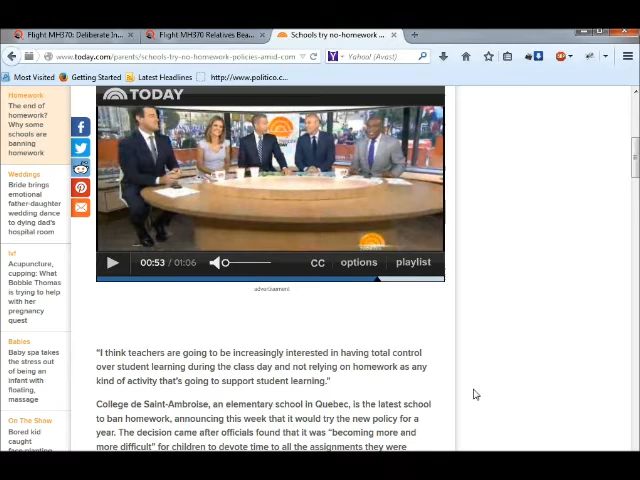 Flight MH370: Deliberate In...
Flight MH370 Relatives Bea...
Schools try no-homework ...
www.today.com/parents/schools-try-no-homework-policies-amid-com
Yahoo (Avast)
Most Visited
Getting Started
Latest Headlines
http://www.politico.c...
Homework:
The end of
homework?
Why some
schools are
banning
homework
Weddings
Bride brings
emotional
father-daughter
wedding dance
to dying dad's
hospital room
Ivf
Acupuncture,
cupping: What
Bobbie Thomas
is trying to help
with her
pregnancy
quest
Babies
Baby spa takes
the stress out
of being an
infant with
floating,
massage
On The Show
Bored kid
caught
face-planting
TODAY
00:53 / 01:06
CC
options
playlist
advertisement
"I think teachers are going to be increasingly interested in having total control
over student learning during the class day and not relying on homework as any
kind of activity that's going to support student learning."
College de Saint-Ambroise, an elementary school in Quebec, is the latest school
to ban homework, announcing this week that it would try the new policy for a
year. The decision came after officials found that it was "becoming more and
more difficult" for children to devote time to all the assignments they were